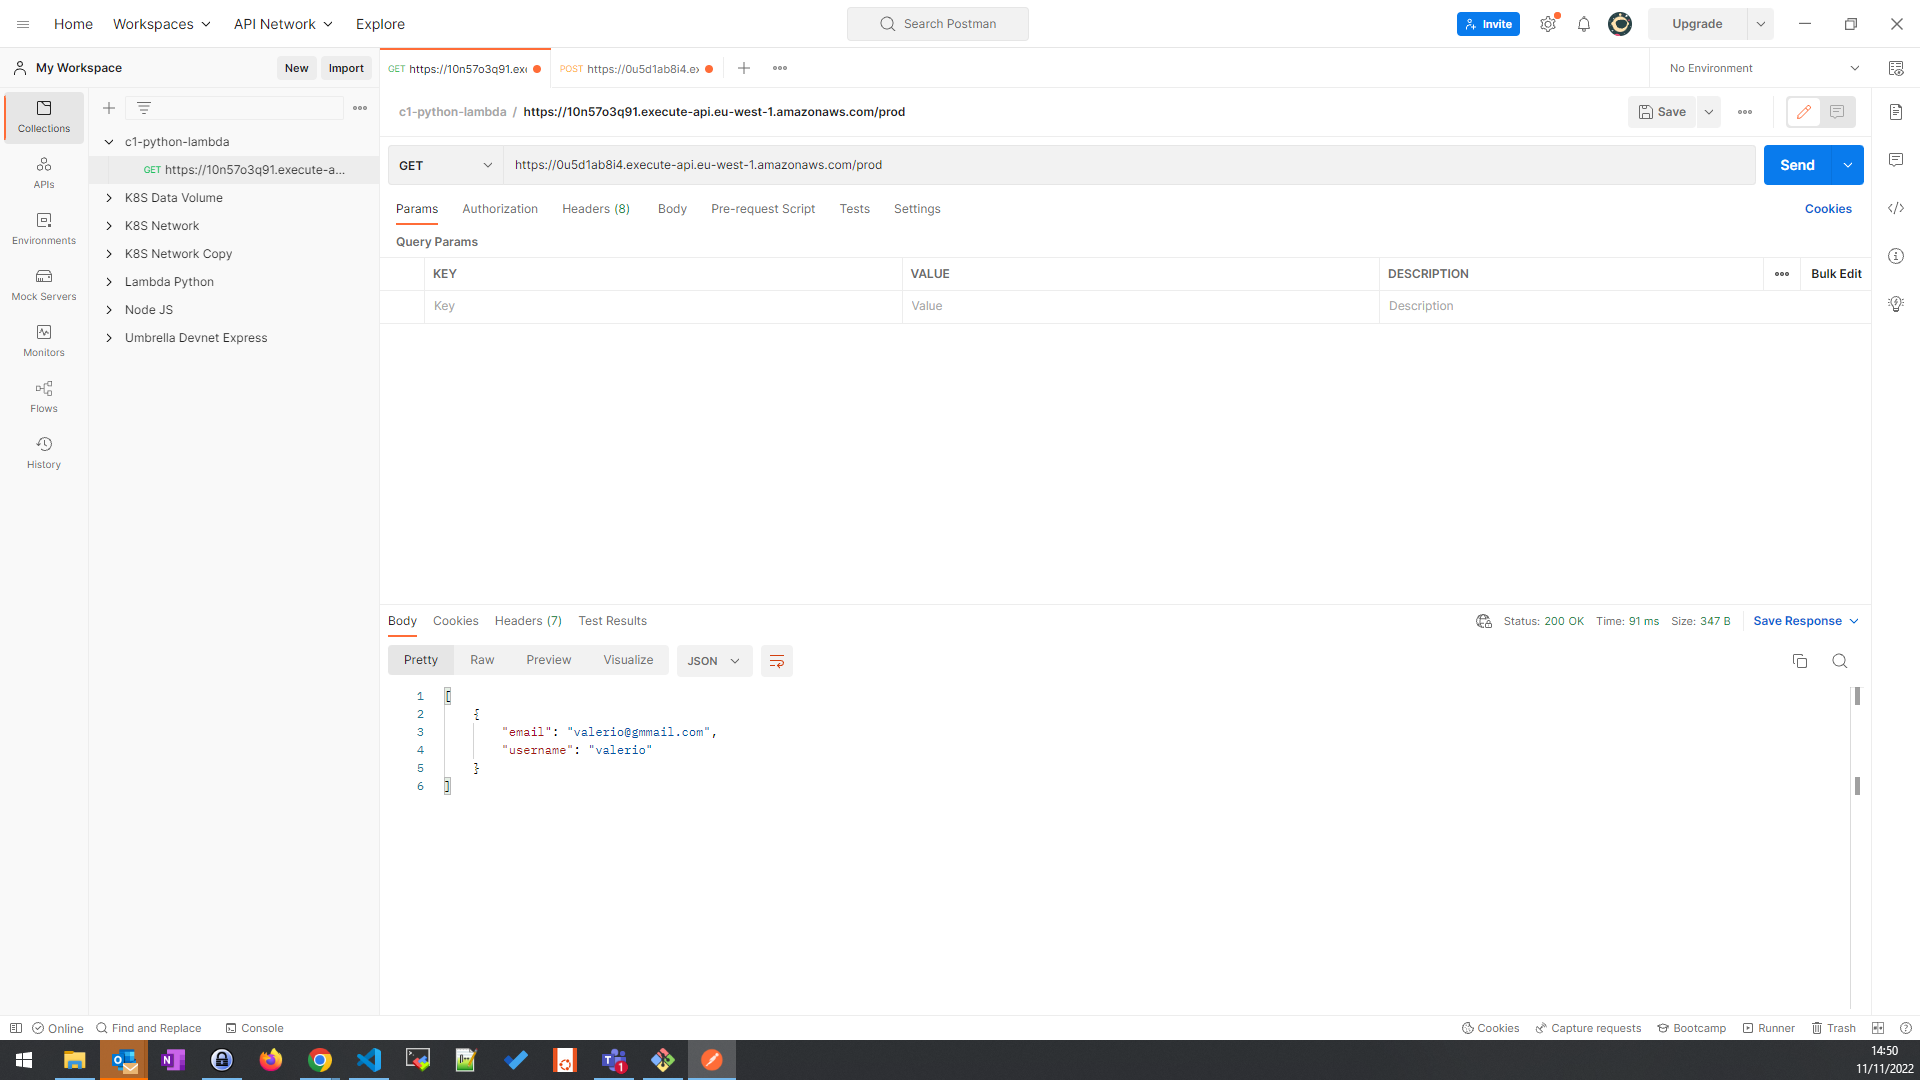 Home Workspaces API Network Explore Search Postman Invite Upgrade
My Workspace New Import GET https://10n57o3q91.exe POST https://0u5d1ab8i4.ex No Environment
c1-python-lambda / https://10n57o3q91.execute-api.eu-west-1.amazonaws.com/prod Save
Collections
c1-python-lambda
GET https://10n57o3q91.execute-a...
K8S Data Volume
K8S Network
K8S Network Copy
Lambda Python
Node JS
Umbrella Devnet Express
APIs
Environments
Mock Servers
Monitors
Flows
History
GET https://0u5d1ab8i4.execute-api.eu-west-1.amazonaws.com/prod Send
Params Authorization Headers (8) Body Pre-request Script Tests Settings Cookies
Query Params
KEY VALUE DESCRIPTION Bulk Edit
Key Value Description
Body Cookies Headers (7) Test Results Status: 200 OK Time: 91 ms Size: 347 B Save Response
Pretty Raw Preview Visualize JSON
1 [
2 {
3 "email": "valerio@gmmail.com",
4 "username": "valerio"
5 }
6 ]
Online Find and Replace Console Cookies Capture requests Bootcamp Runner Trash
1
14:50
11/11/2022